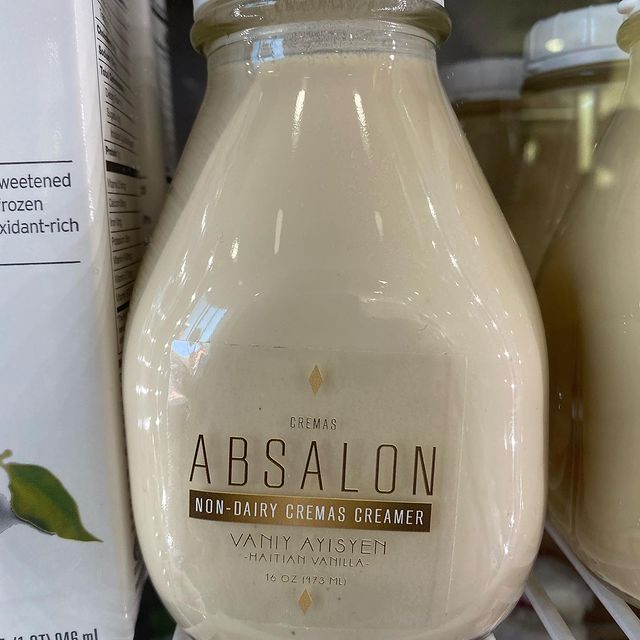 weetened
rozen
xidant-rich
CREMAS
ABSALON
NON-DAIRY CREMAS CREAMER
VANIY AYISYEN
-HAITIAN VANILLA-
16 OZ (473 ML)
946 ml